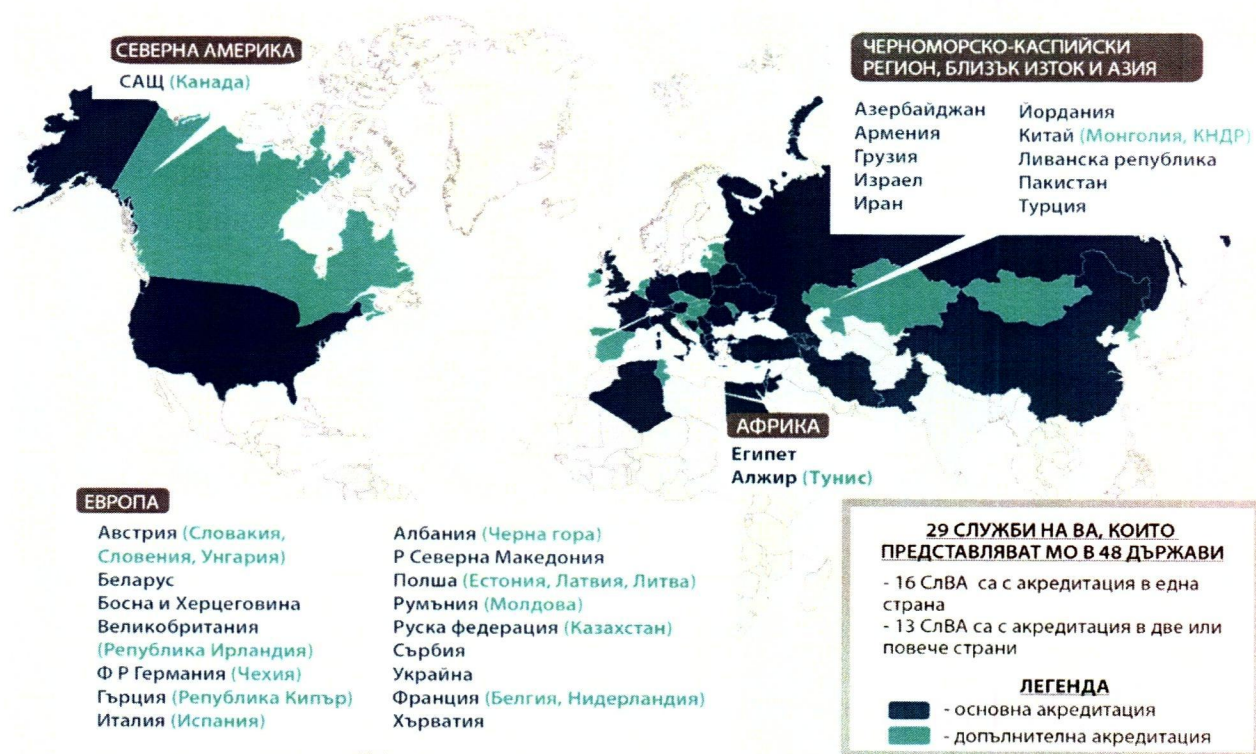 СЕВЕРНА АМЕРИКА
САЩ (Канада)
ЧЕРНОМОРСКО-КАСПИЙСКИ
РЕГИОН, БЛИЗЪК ИЗТОК И АЗИЯ
Азербайджан
Армения
Грузия
Израел
Иран
Йордания
Китай (Монголия, КНДР)
Ливанска република
Пакистан
Турция
АФРИКА
Египет
Алжир (Тунис)
ЕВРОПА
Австрия (Словакия,
Словения, Унгария)
Беларус
Босна и Херцеговина
Великобритания
(Република Ирландия)
Ф Р Германия (Чехия)
Гърция (Република Кипър)
Италия (Испания)
Албания (Черна гора)
Р Северна Македония
Полша (Естония, Латвия, Литва)
Румъния (Молдова)
Руска федерация (Казахстан)
Сърбия
Украйна
Франция (Белгия, Нидерландия)
Хърватия
29 СЛУЖБИ НА ВА, КОИТО
ПРЕДСТАВЛЯВАТ МО В 48 ДЪРЖАВИ
- 16 СлВА са с акредитация в една
страна
- 13 СлВА са с акредитация в две или
повече страни
ЛЕГЕНДА
- основна акредитация
- допълнителна акредитация